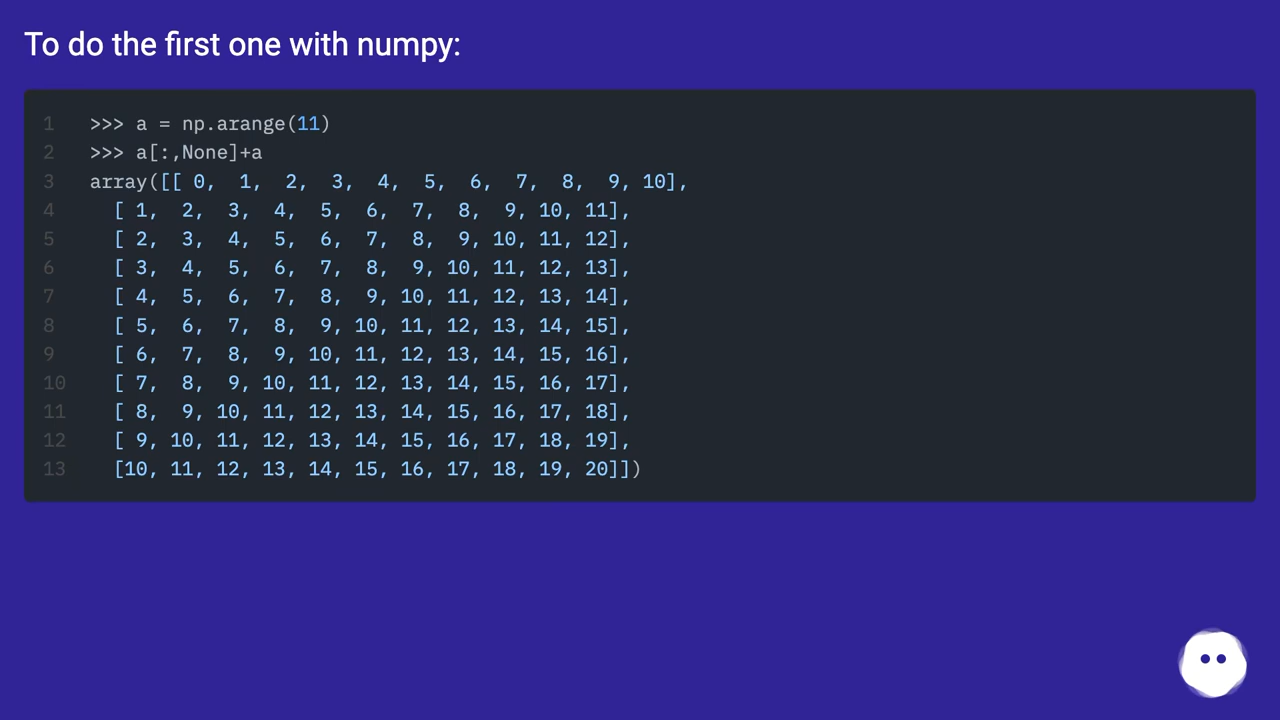 To do the first one with numpy:
1 >>> a = np.arange(11)
2 >>> a[:,None]+a
3 array([[ 0,  1,  2,  3,  4,  5,  6,  7,  8,  9, 10],
4   [ 1,  2,  3,  4,  5,  6,  7,  8,  9, 10, 11],
5   [ 2,  3,  4,  5,  6,  7,  8,  9, 10, 11, 12],
6   [ 3,  4,  5,  6,  7,  8,  9, 10, 11, 12, 13],
7   [ 4,  5,  6,  7,  8,  9, 10, 11, 12, 13, 14],
8   [ 5,  6,  7,  8,  9, 10, 11, 12, 13, 14, 15],
9   [ 6,  7,  8,  9, 10, 11, 12, 13, 14, 15, 16],
10   [ 7,  8,  9, 10, 11, 12, 13, 14, 15, 16, 17],
11   [ 8,  9, 10, 11, 12, 13, 14, 15, 16, 17, 18],
12   [ 9, 10, 11, 12, 13, 14, 15, 16, 17, 18, 19],
13   [10, 11, 12, 13, 14, 15, 16, 17, 18, 19, 20]])